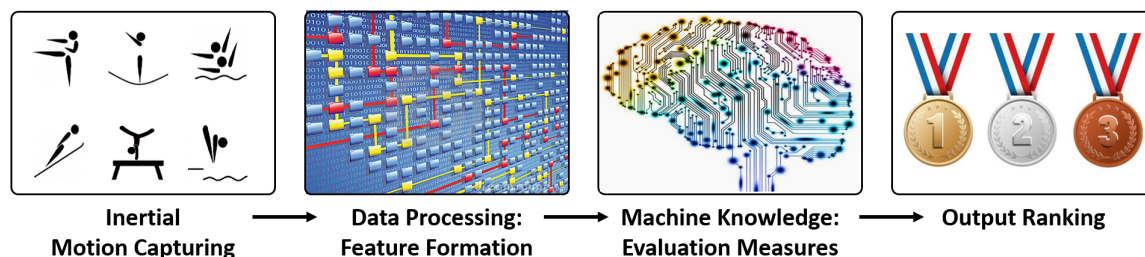 1
2
3
Inertial
Motion Capturing
Data Processing:
Feature Formation
Machine Knowledge:
Evaluation Measures
Output Ranking